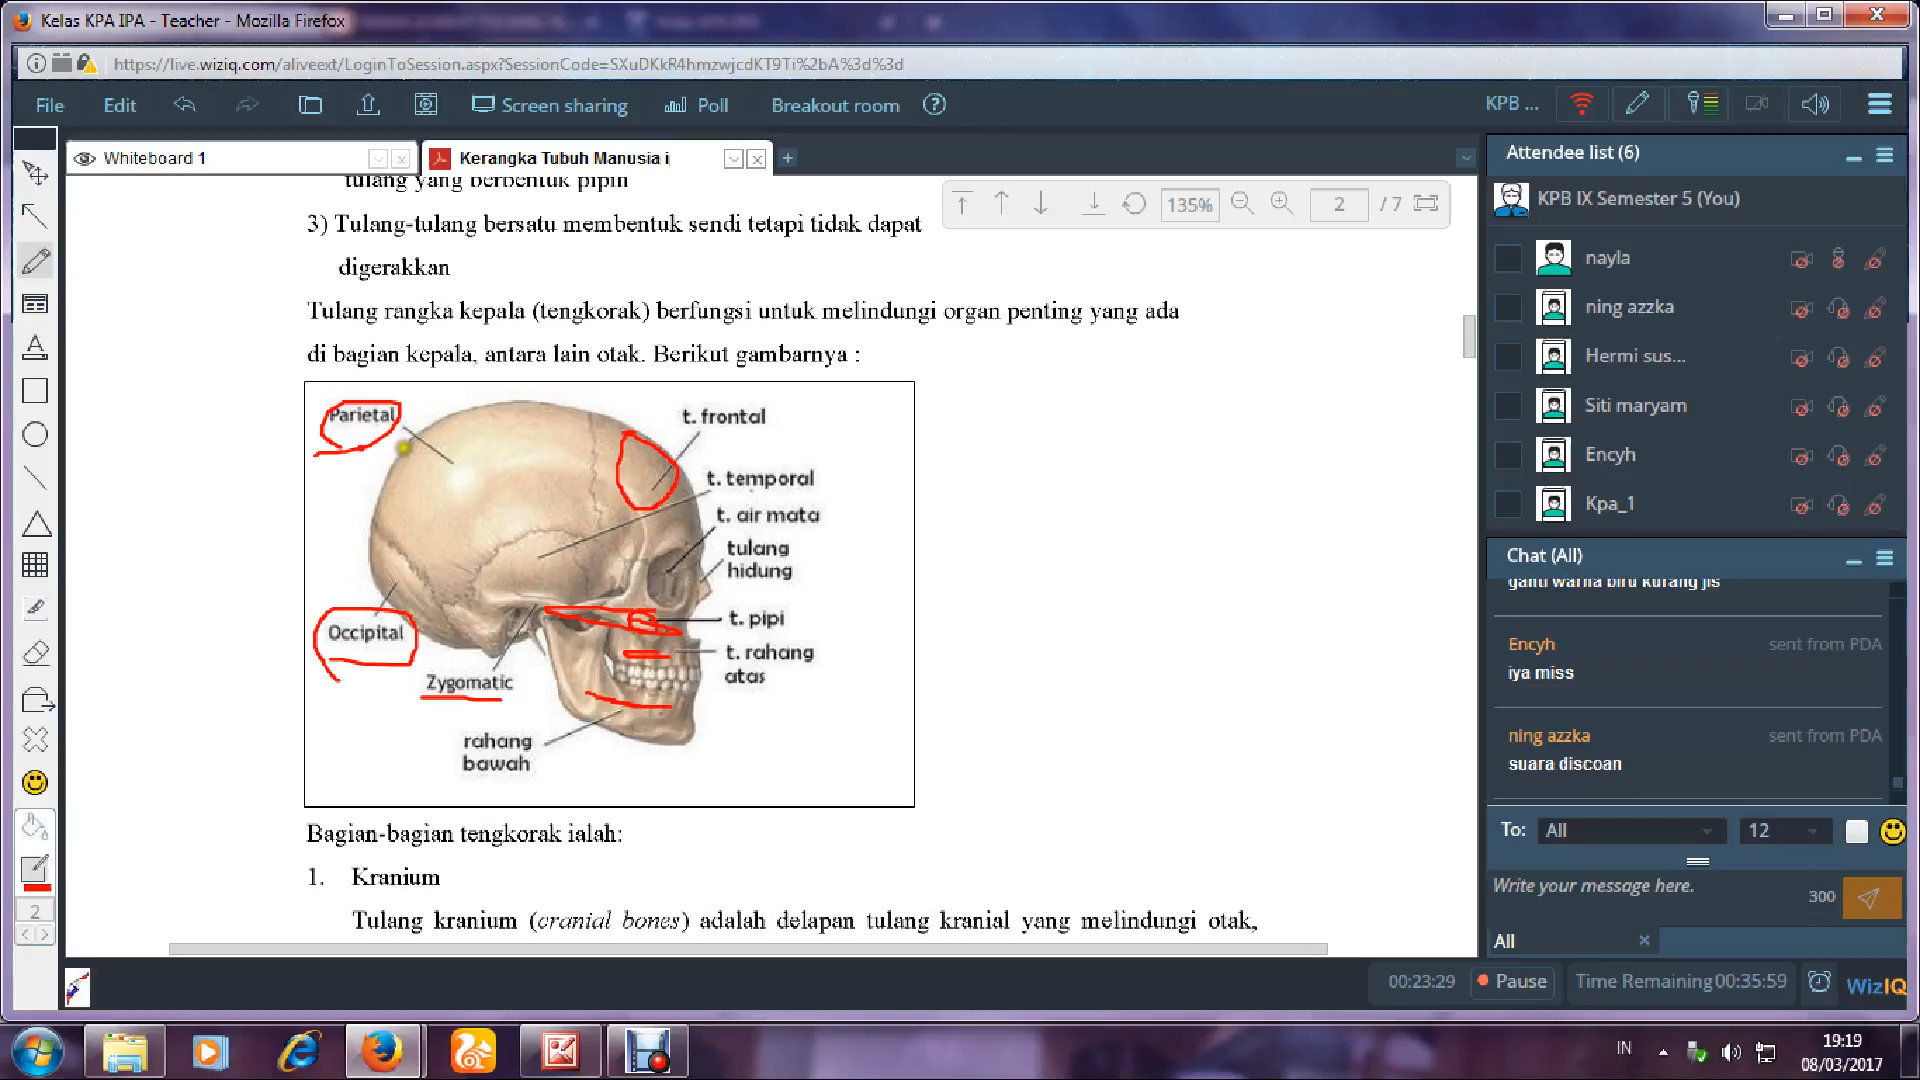 Kelas KPA IPA - Teacher - Mozilla Firefox
https://live.wiziq.com/aliveext/LoginToSession.aspx?SessionCode=SXuDKkR4hmzwjcdKT9Ti%2bA%3d%3d
File Edit Screen sharing Poll Breakout room ? KPB ...
Whiteboard 1
Kerangka Tubuh Manusia i
135% 2 / 7
tulang yang berbentuk pipih
3) Tulang-tulang bersatu membentuk sendi tetapi tidak dapat
digerakkan
Tulang rangka kepala (tengkorak) berfungsi untuk melindungi organ penting yang ada
di bagian kepala, antara lain otak. Berikut gambarnya :
Parietal
t. frontal
t. temporal
t. air mata
tulang
hidung
t. pipi
t. rahang
atas
Occipital
Zygomatic
rahang
bawah
Bagian-bagian tengkorak ialah:
1. Kranium
Tulang kranium (cranial bones) adalah delapan tulang kranial yang melindungi otak,
2
Attendee list (6)
KPB IX Semester 5 (You)
nayla
ning azzka
Hermi sus...
Siti maryam
Encyh
Kpa_1
Chat (All)
ganti warna biru kurang jls
Encyh sent from PDA
iya miss
ning azzka sent from PDA
suara discoan
To: All 12
Write your message here. 300
All
00:23:29 Pause Time Remaining 00:35:59 WizIQ
IN 19:19
08/03/2017